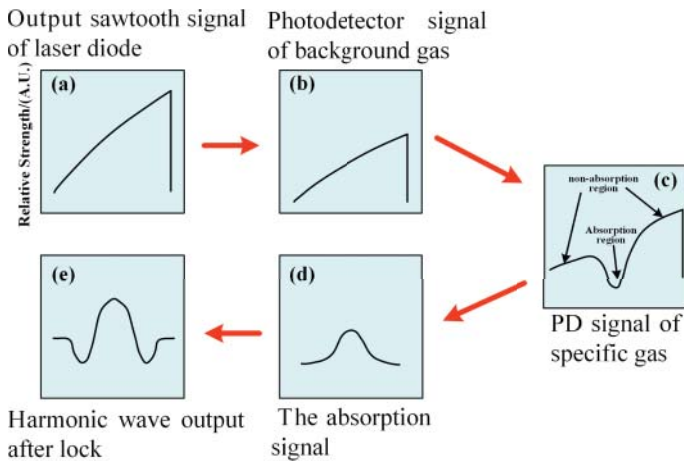 Output sawtooth signal
of laser diode
Photodetector signal
of background gas
Relative Strength/(A.U.)
(a)
(b)
(c)
non-absorption
region
Absorption
region
PD signal of
specific gas
(e)
(d)
Harmonic wave output
after lock
The absorption
signal